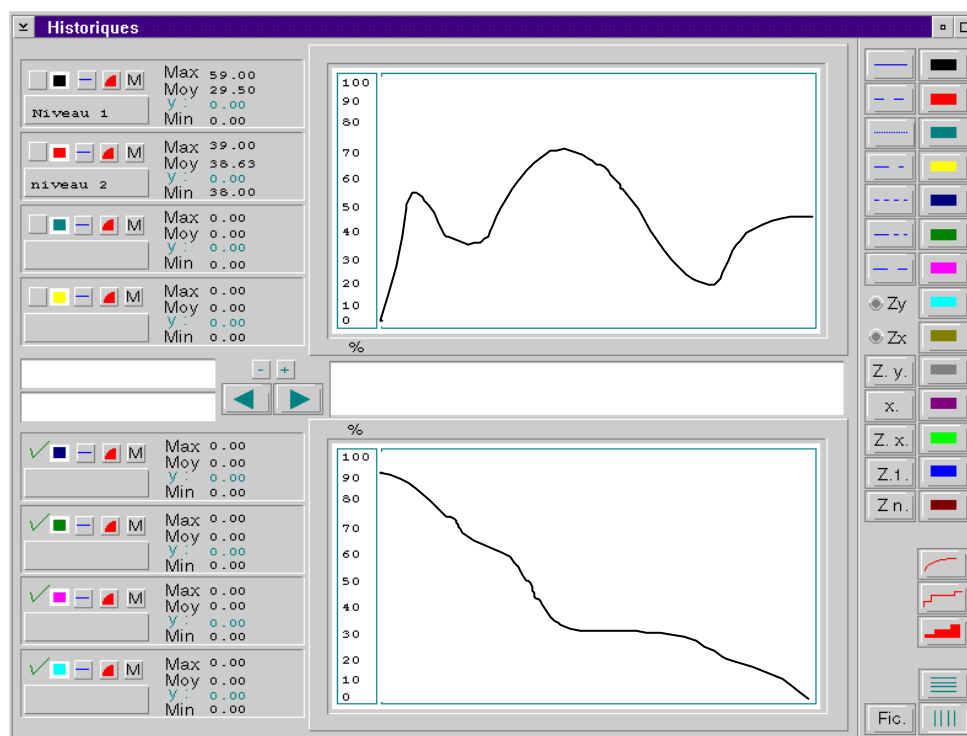 Historiques
M Max 59.00
Moy 29.50
y : 0.00
Niveau 1 Min 0.00
M Max 39.00
Moy 38.63
y : 0.00
niveau 2 Min 38.00
M Max 0.00
Moy 0.00
y : 0.00
Min 0.00
M Max 0.00
Moy 0.00
y : 0.00
Min 0.00
100
90
80
70
60
50
40
30
20
10
0
%
- +
M Max 0.00
Moy 0.00
y : 0.00
Min 0.00
M Max 0.00
Moy 0.00
y : 0.00
Min 0.00
M Max 0.00
Moy 0.00
y : 0.00
Min 0.00
M Max 0.00
Moy 0.00
y : 0.00
Min 0.00
%
100
90
80
70
60
50
40
30
20
10
0
Zy
Zx
Z. y.
x.
Z. x.
Z.1.
Z n.
Fic.